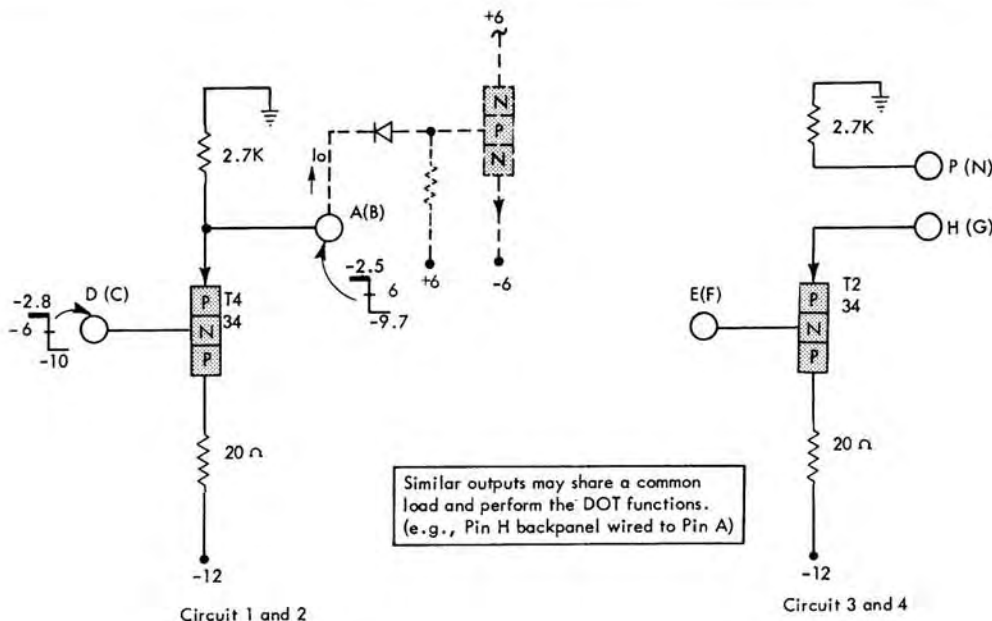 +6
2.7K
N
P
N
Io
A(B)
-2.5
6
-9.7
+6
-6
D (C)
-2.8
-6
-10
P
N
P
T4
34
20 Ω
-12
Circuit 1 and 2
2.7K
P (N)
H (G)
E(F)
P
N
P
T2
34
20 Ω
-12
Circuit 3 and 4
Similar outputs may share a common
load and perform the DOT functions.
(e.g., Pin H backpanel wired to Pin A)